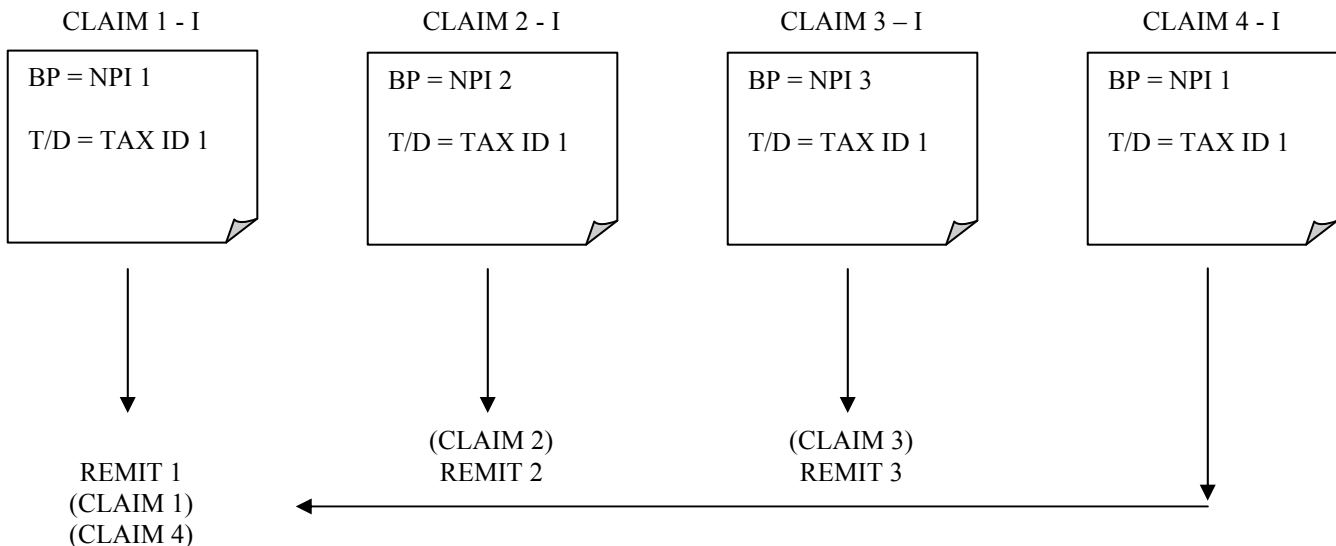 CLAIM 1 - I
CLAIM 2 - I
CLAIM 3 – I
CLAIM 4 - I
BP = NPI 1
T/D = TAX ID 1
BP = NPI 2
T/D = TAX ID 1
BP = NPI 3
T/D = TAX ID 1
BP = NPI 1
T/D = TAX ID 1
REMIT 1
(CLAIM 1)
(CLAIM 4)
(CLAIM 2)
REMIT 2
(CLAIM 3)
REMIT 3